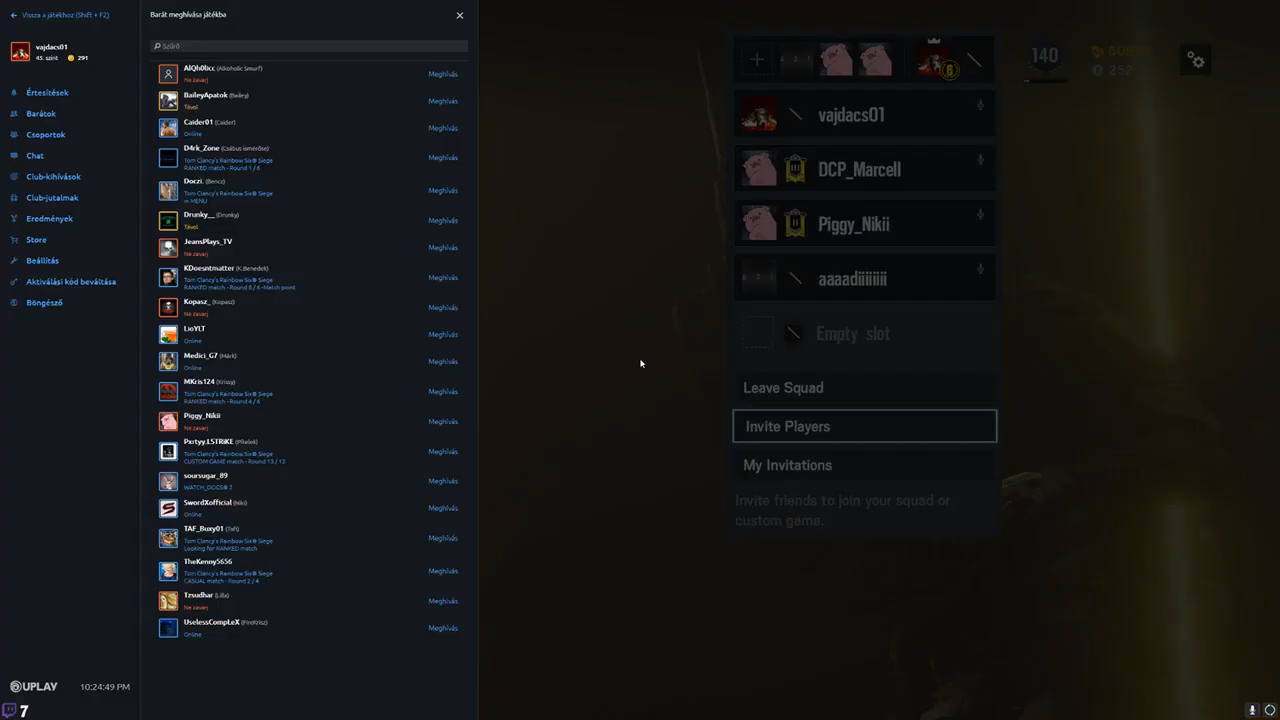 Vissza a játékhoz (Shift + F2)
vajdacs01
45. szint 291
Értesítések
Barátok
Csoportok
Chat
Club-kihívások
Club-jutalmak
Eredmények
Store
Beállítás
Aktiválási kód beváltása
Böngésző
UPLAY 10:24:49 PM
7
Barát meghívása játékba
Szűrő
(Alkoholic Smurf) Meghívás
Ne zavarj
BaileyApatok (Bailey) Meghívás
Távol
Caider01 (Caider) Meghívás
Online
D4rk_Zone (Csábus ismerőse) Meghívás
Tom Clancy's Rainbow Six® Siege
RANKED match - Round 1 / 6
Doczi. (Bencz) Meghívás
Tom Clancy's Rainbow Six® Siege
in MENU
Drunky__ (Drunky) Meghívás
Távol
JeansPlays_TV Meghívás
Ne zavarj
KDoesntmatter (K.Benedek) Meghívás
Tom Clancy's Rainbow Six® Siege
RANKED match - Round 8 / 6 -Match point
Kopasz_ (Kopasz) Meghívás
Ne zavarj
LioYLT Meghívás
Online
Medici_G7 (Márk) Meghívás
Online
MKris124 (Krissy) Meghívás
Tom Clancy's Rainbow Six® Siege
RANKED match - Round 4 / 6
Piggy_Nikii Meghívás
Ne zavarj
Pxrtyy.LSTRiKE (Pitelek) Meghívás
Tom Clancy's Rainbow Six® Siege
CUSTOM GAME match - Round 13 / 12
soursugar_89 Meghívás
WATCH_DOGS® 2
SwordXofficial (Niki) Meghívás
Online
TAF_Buxy01 (Tafi) Meghívás
Tom Clancy's Rainbow Six® Siege
Looking for RANKED match
TheKenny5656 Meghívás
Tom Clancy's Rainbow Six® Siege
CASUAL match - Round 2 / 4
Tzsudhar (Lilla) Meghívás
Ne zavarj
UselessCompLeX (FireKrisz) Meghívás
Online
140
252
vajdacs01
DCP_Marcell
Piggy_Nikii
aaaadiiiiiiii
Empty slot
Leave Squad
Invite Players
My Invitations
Invite friends to join your squad or
custom game.